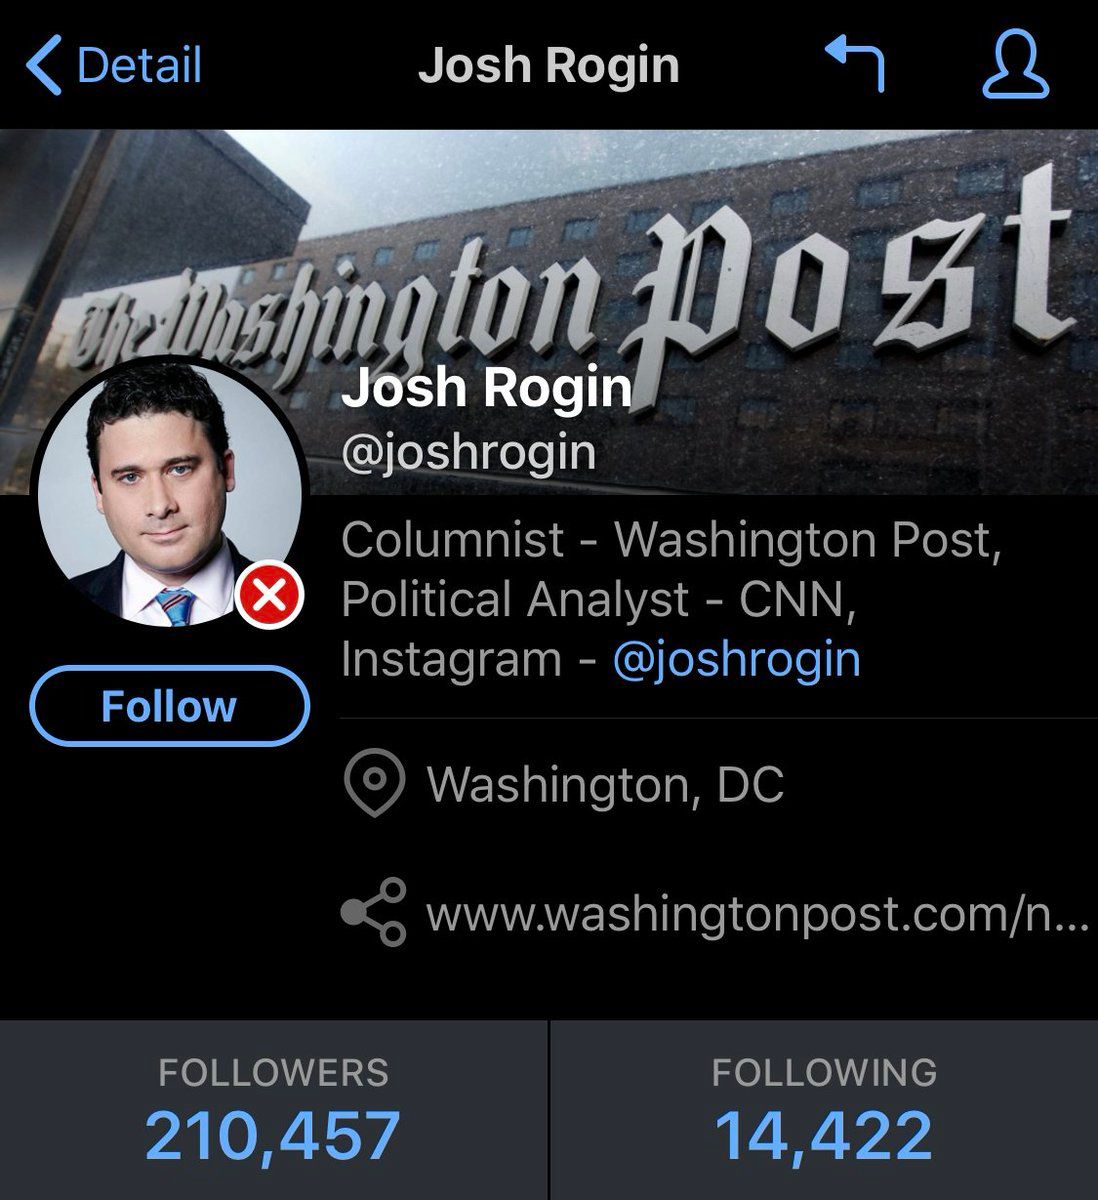 Detail
Josh Rogin
The Washington Post
Josh Rogin
@joshrogin
Columnist - Washington Post,
Political Analyst - CNN,
Instagram - @joshrogin
Follow
Washington, DC
www.washingtonpost.com/n...
FOLLOWERS
FOLLOWING
210,457
14,422